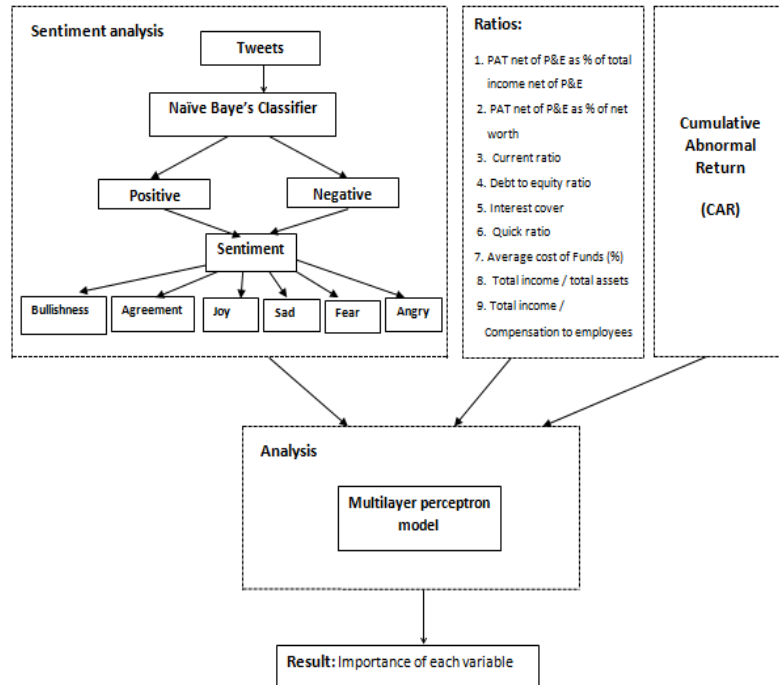 Sentiment analysis
Tweets
Naïve Baye's Classifier
Positive
Negative
Sentiment
Bullishness
Agreement
Joy
Sad
Fear
Angry
Ratios:
1. PAT net of P&E as % of total
income net of P&E
2. PAT net of P&E as % of net
worth
3. Current ratio
4. Debt to equity ratio
5. Interest cover
6. Quick ratio
7. Average cost of Funds (%)
8. Total income / total assets
9. Total income /
Compensation to employees
Cumulative
Abnormal
Return
(CAR)
Analysis
Multilayer perceptron
model
Result: Importance of each variable